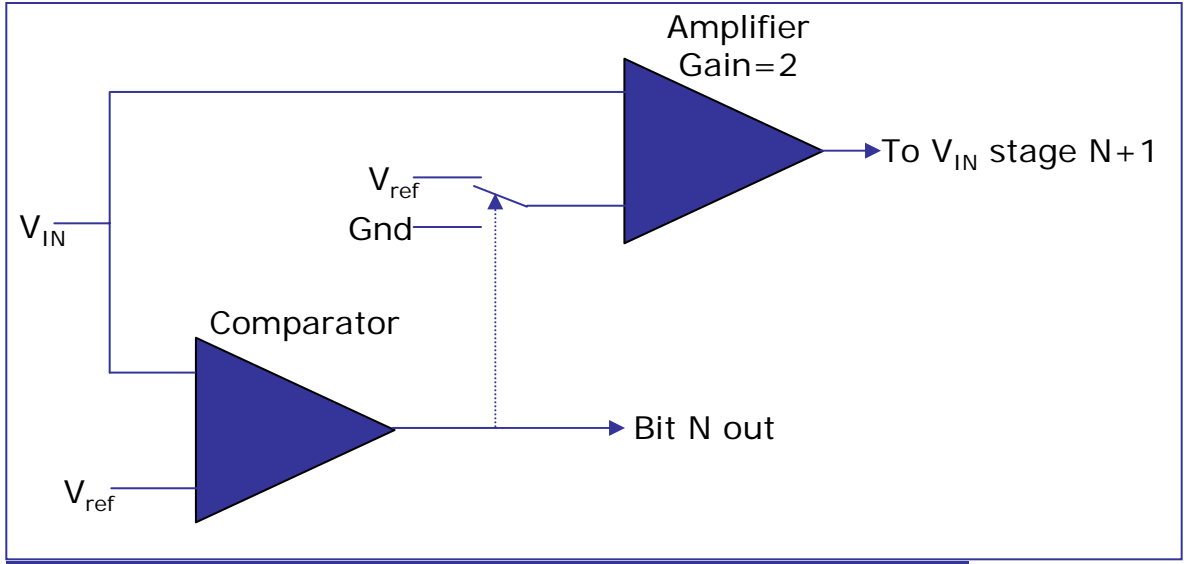 Amplifier
Gain=2
To V_IN stage N+1
V_ref
Gnd
V_IN
Comparator
Bit N out
V_ref